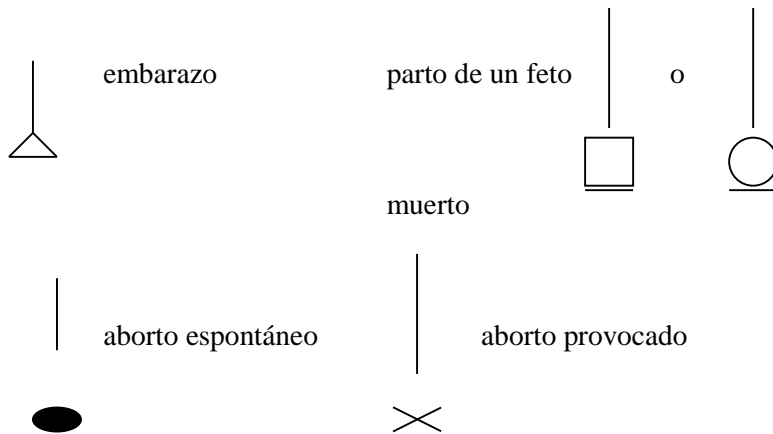 embarazo
parto de un feto o
muerto
aborto espontáneo
aborto provocado